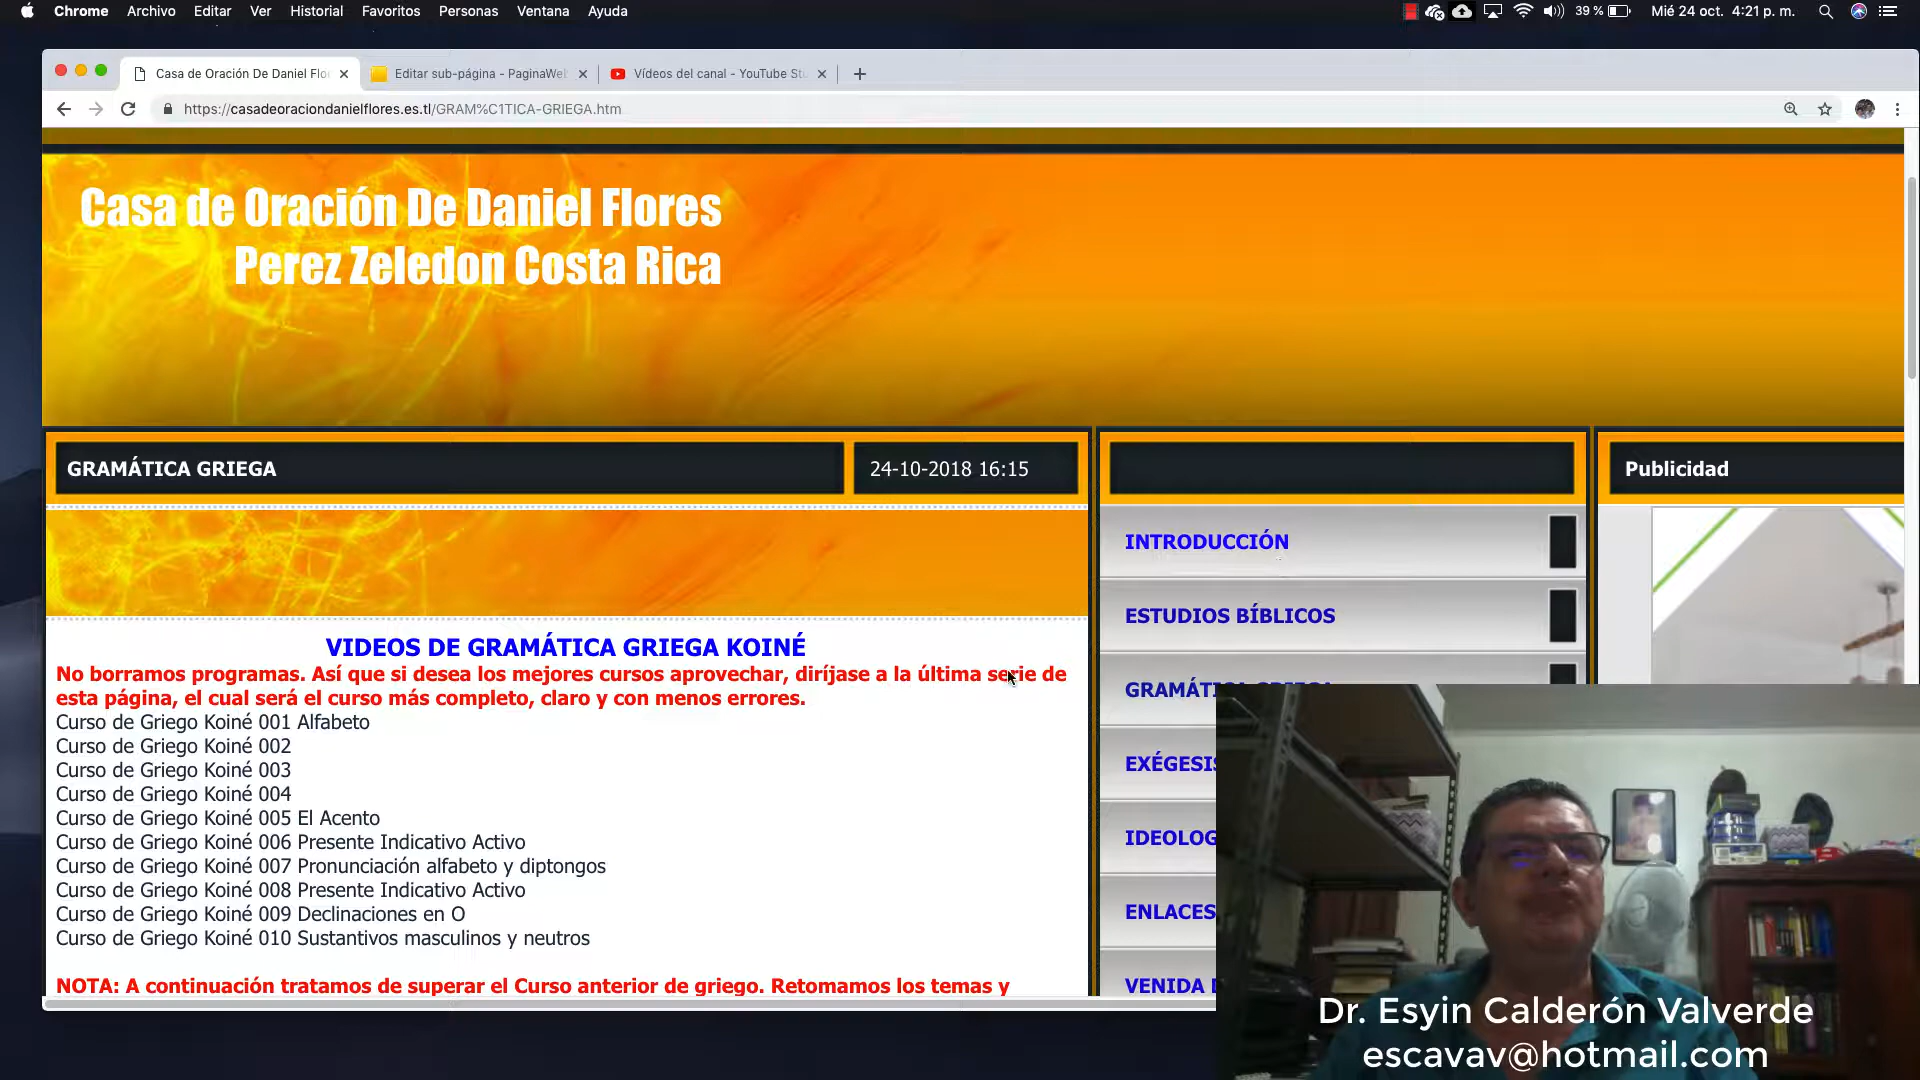 Chrome Archivo Editar Ver Historial Favoritos Personas Ventana Ayuda 39 % Mié 24 oct. 4:21 p. m.
Casa de Oración De Daniel Flo Editar sub-página - PaginaWeb Vídeos del canal - YouTube Stu
https://casadeoraciondanielflores.es.tl/GRAM%C1TICA-GRIEGA.htm
Casa de Oración De Daniel Flores
Perez Zeledon Costa Rica
GRAMÁTICA GRIEGA 24-10-2018 16:15
VIDEOS DE GRAMÁTICA GRIEGA KOINÉ
No borramos programas. Así que si desea los mejores cursos aprovechar, diríjase a la última serie de
esta página, el cual será el curso más completo, claro y con menos errores.
Curso de Griego Koiné 001 Alfabeto
Curso de Griego Koiné 002
Curso de Griego Koiné 003
Curso de Griego Koiné 004
Curso de Griego Koiné 005 El Acento
Curso de Griego Koiné 006 Presente Indicativo Activo
Curso de Griego Koiné 007 Pronunciación alfabeto y diptongos
Curso de Griego Koiné 008 Presente Indicativo Activo
Curso de Griego Koiné 009 Declinaciones en O
Curso de Griego Koiné 010 Sustantivos masculinos y neutros
NOTA: A continuación tratamos de superar el Curso anterior de griego. Retomamos los temas y
INTRODUCCIÓN
ESTUDIOS BÍBLICOS
GRAMÁTICA GRIEGA
EXÉGESIS
IDEOLOG
ENLACES
VENIDA D
Publicidad
Dr. Esyin Calderón Valverde
escavav@hotmail.com